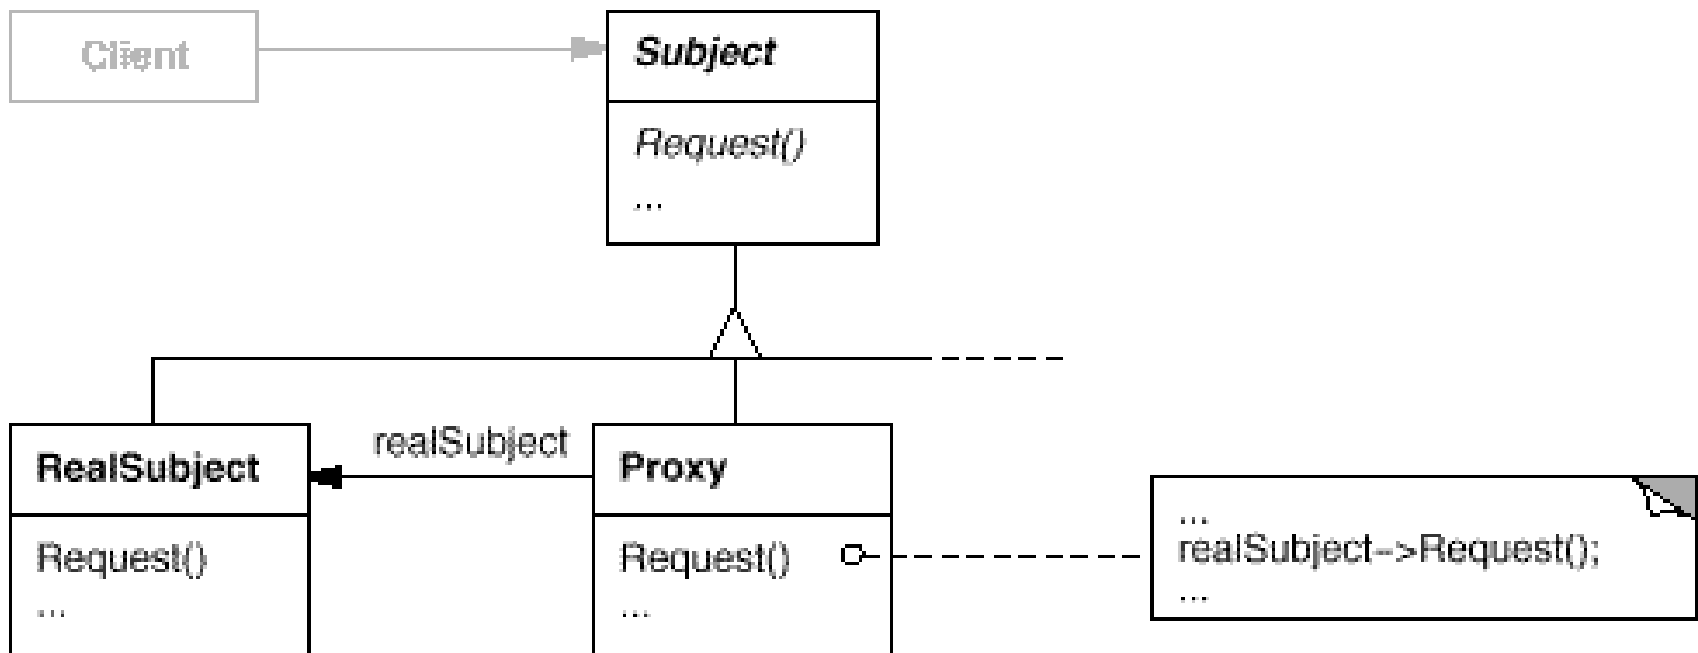 Client
Subject
Request()
...
realSubject
RealSubject
Request()
...
Proxy
Request()
...
...
realSubject->Request();
...